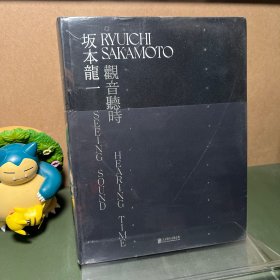 RYUICHI
SAKAMOTO
坂本龍一
觀音聽時
SEEING SOUND
HEARING TIME